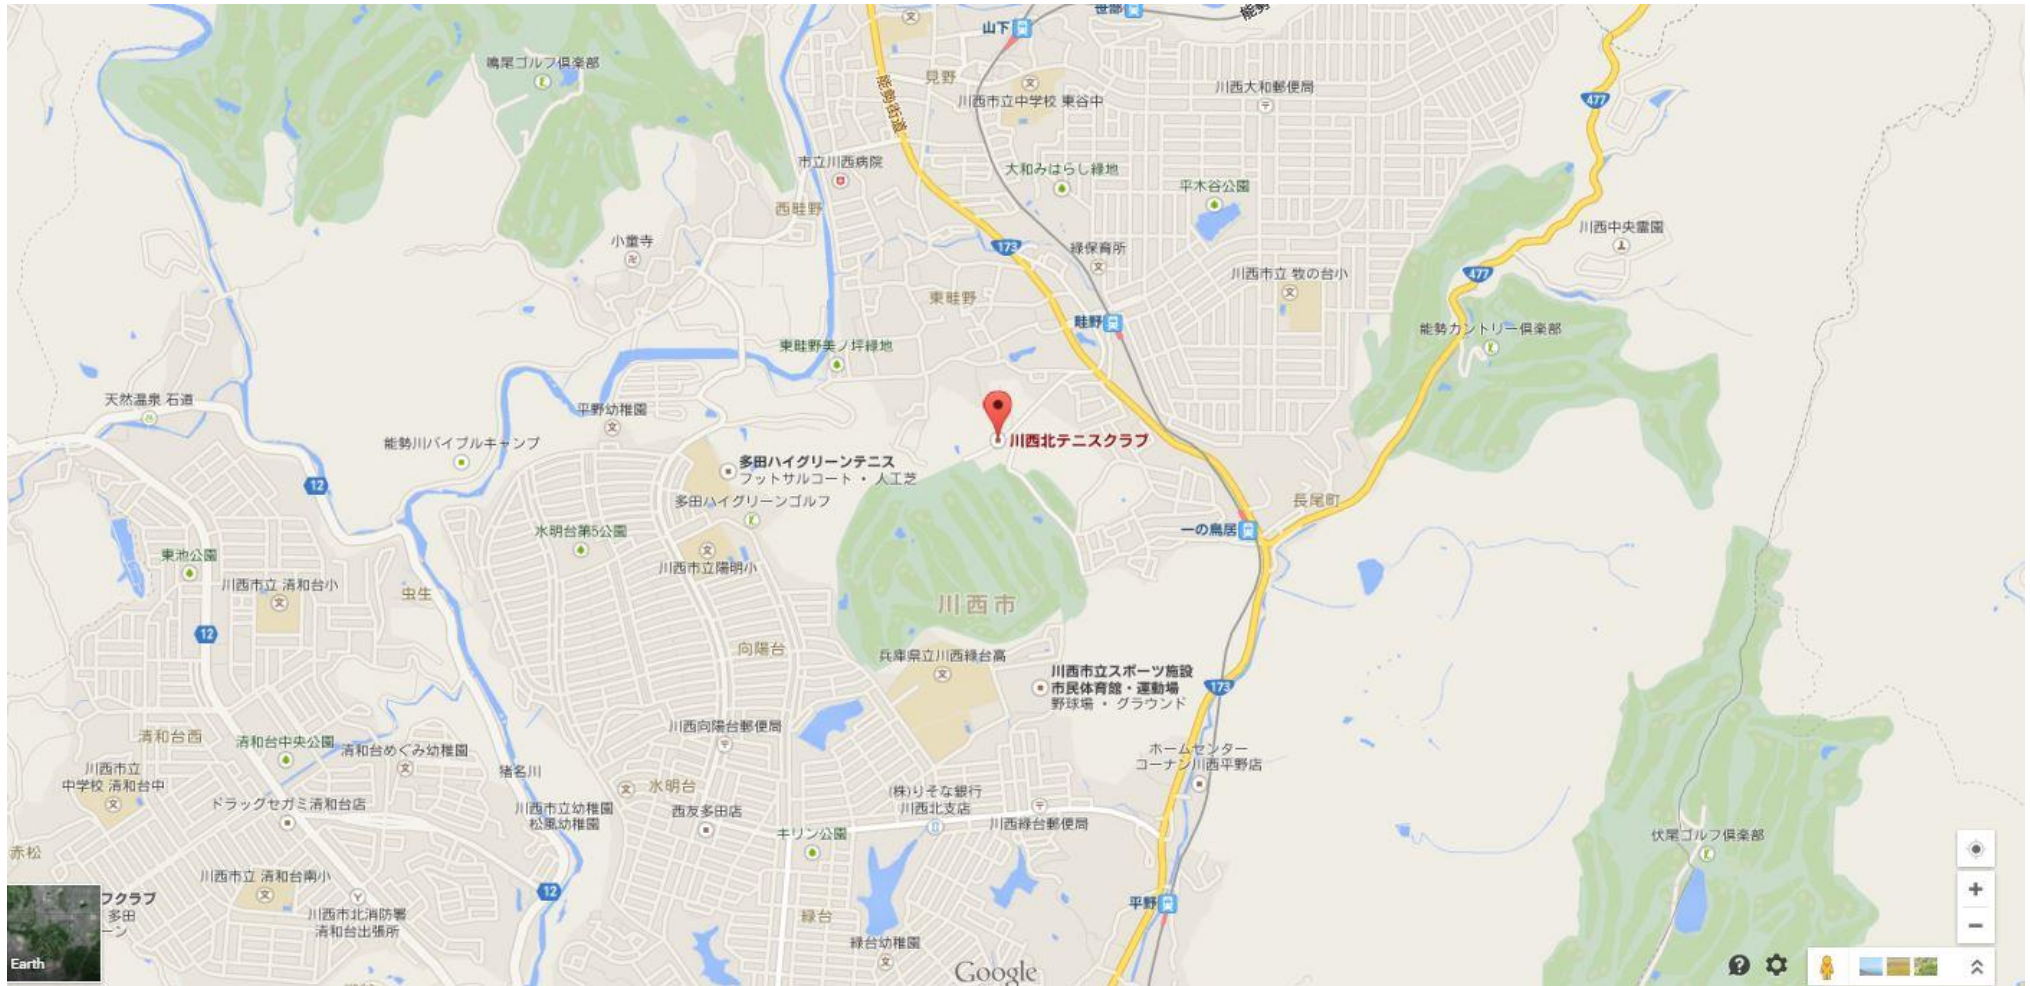 山下
笹部
能勢
鳴尾ゴルフ倶楽部
見野
川西市立中学校 東谷中
川西大和郵便局
477
能勢街道
市立川西病院
大和みはらし緑地
平木谷公園
西畦野
小童寺
173
緑保育所
川西中央霊園
川西市立 牧の台小
477
東畦野
畦野
能勢カントリー倶楽部
東畦野美ノ坪緑地
天然温泉 石道
平野幼稚園
能勢川バイブルキャンプ
川西北テニスクラブ
多田ハイグリーンテニス
フットサルコート・人工芝
12
多田ハイグリーンゴルフ
長尾町
水明台第5公園
一の鳥居
東池公園
川西市立陽明小
川西市立 清和台小
虫生
川西市
12
向陽台
兵庫県立川西緑台高
川西市立スポーツ施設
市民体育館・運動場
野球場・グラウンド
173
川西向陽台郵便局
清和台西
清和台中央公園
清和台めぐみ幼稚園
ホームセンター
コーナン川西平野店
川西市立
中学校 清和台中
猪名川
水明台
ドラッグセガミ清和台店
川西市立幼稚園
松風幼稚園
西友多田店
(株)りそな銀行
川西北支店
川西緑台郵便局
キリン公園
伏尾ゴルフ倶楽部
赤松
川西市立 清和台南小
12
フクラブ
多田
ーン
川西市北消防署
清和台出張所
平野
緑台
緑台幼稚園
Earth
Google